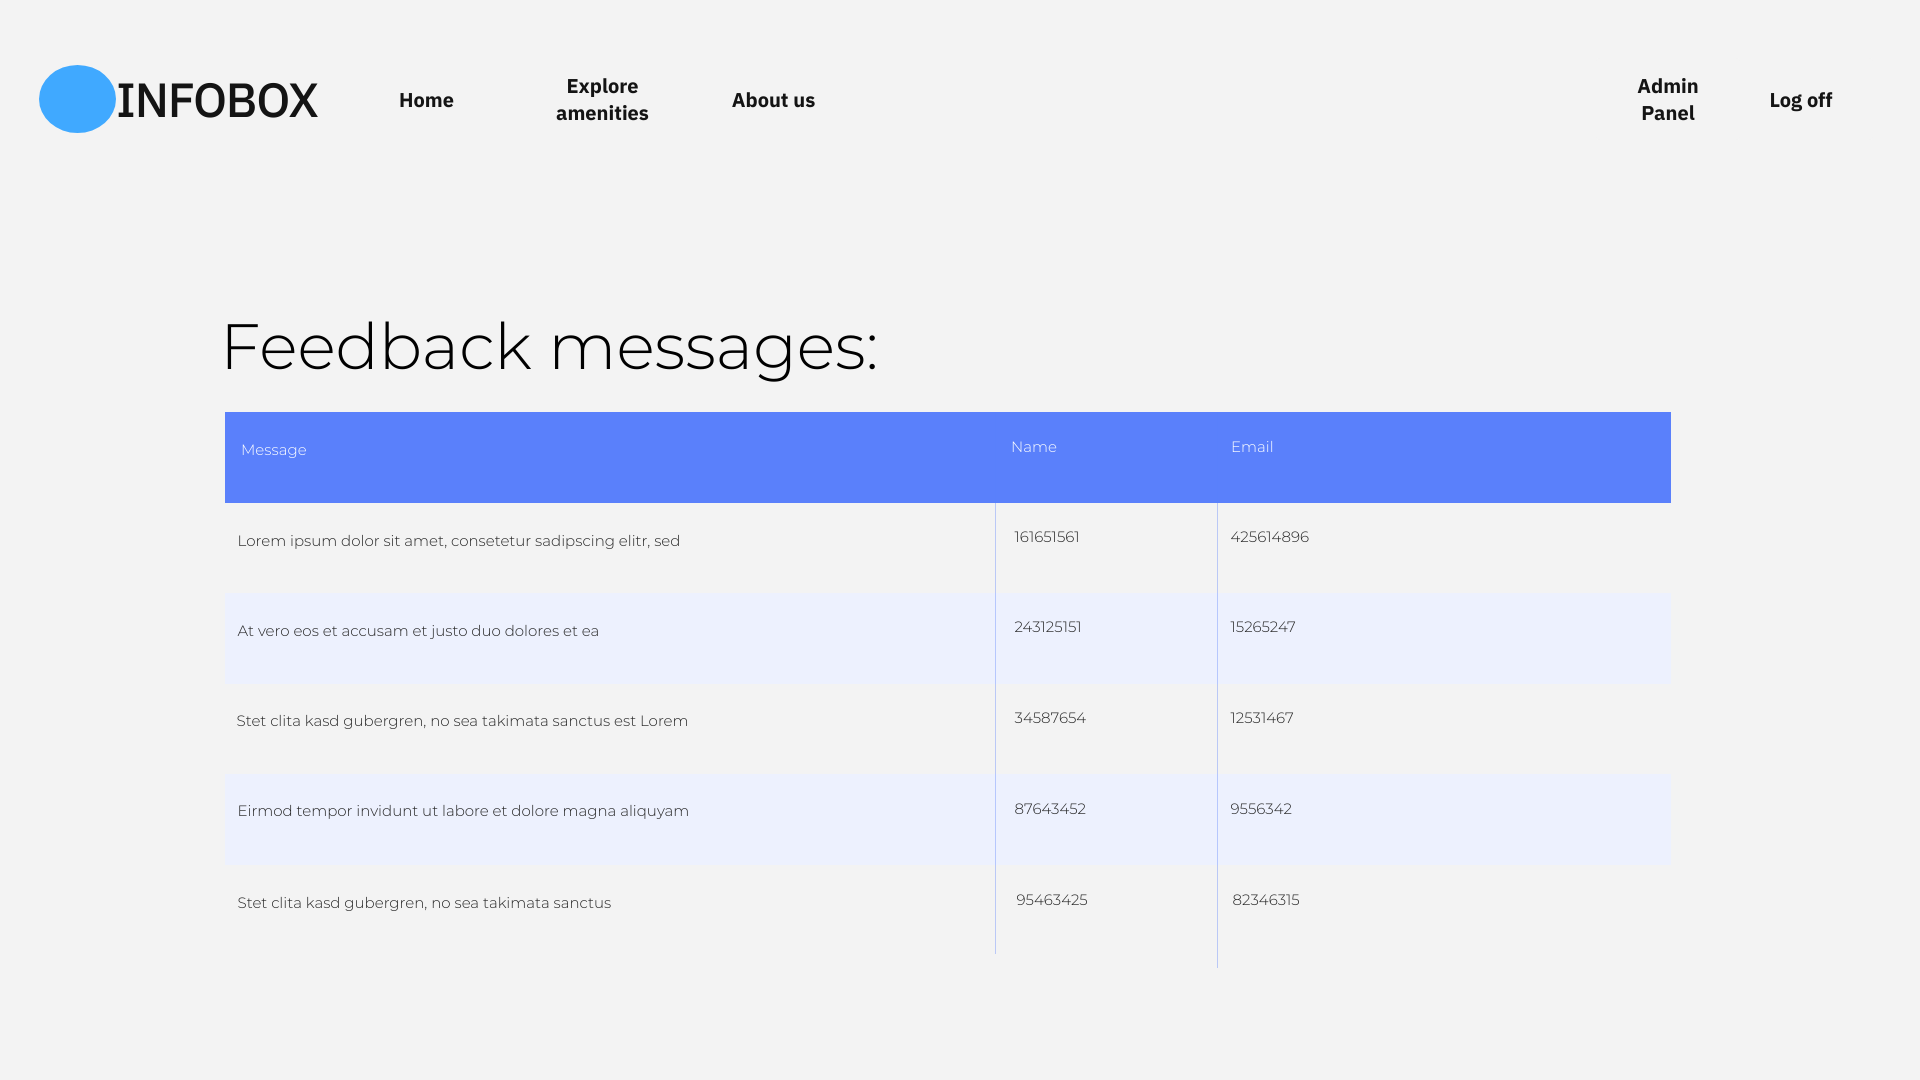 INFOBOX
Home
Explore
amenities
About us
Admin
Panel
Log off
Feedback messages:
Message Name Email
Lorem ipsum dolor sit amet, consetetur sadipscing elitr, sed 161651561 425614896
At vero eos et accusam et justo duo dolores et ea 243125151 15265247
Stet clita kasd gubergren, no sea takimata sanctus est Lorem 34587654 12531467
Eirmod tempor invidunt ut labore et dolore magna aliquyam 87643452 9556342
Stet clita kasd gubergren, no sea takimata sanctus 95463425 82346315